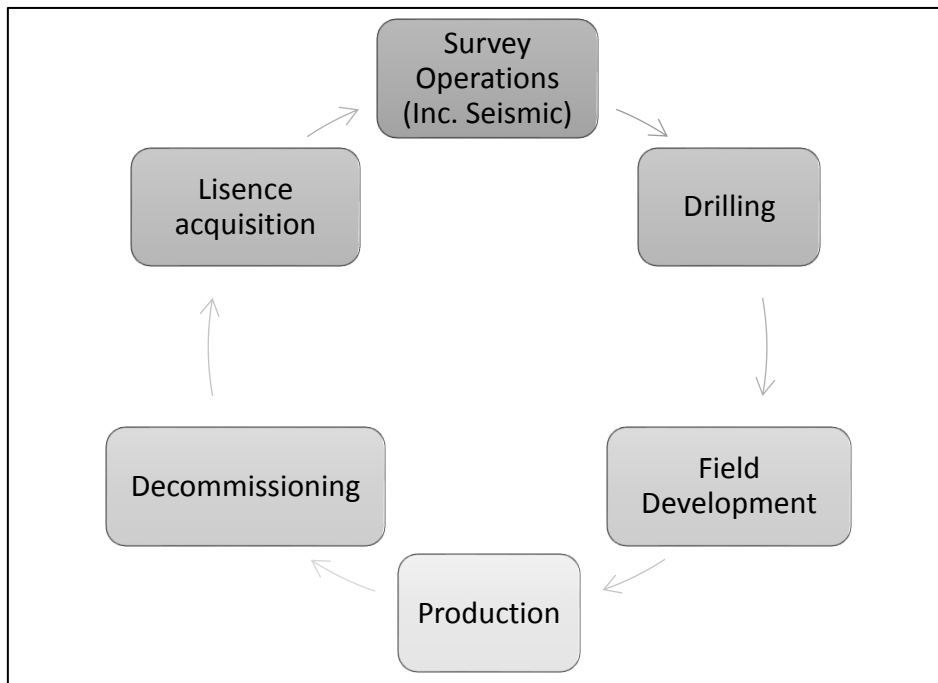 Survey
Operations
(Inc. Seismic)
Drilling
Field
Development
Production
Decommissioning
Lisence
acquisition